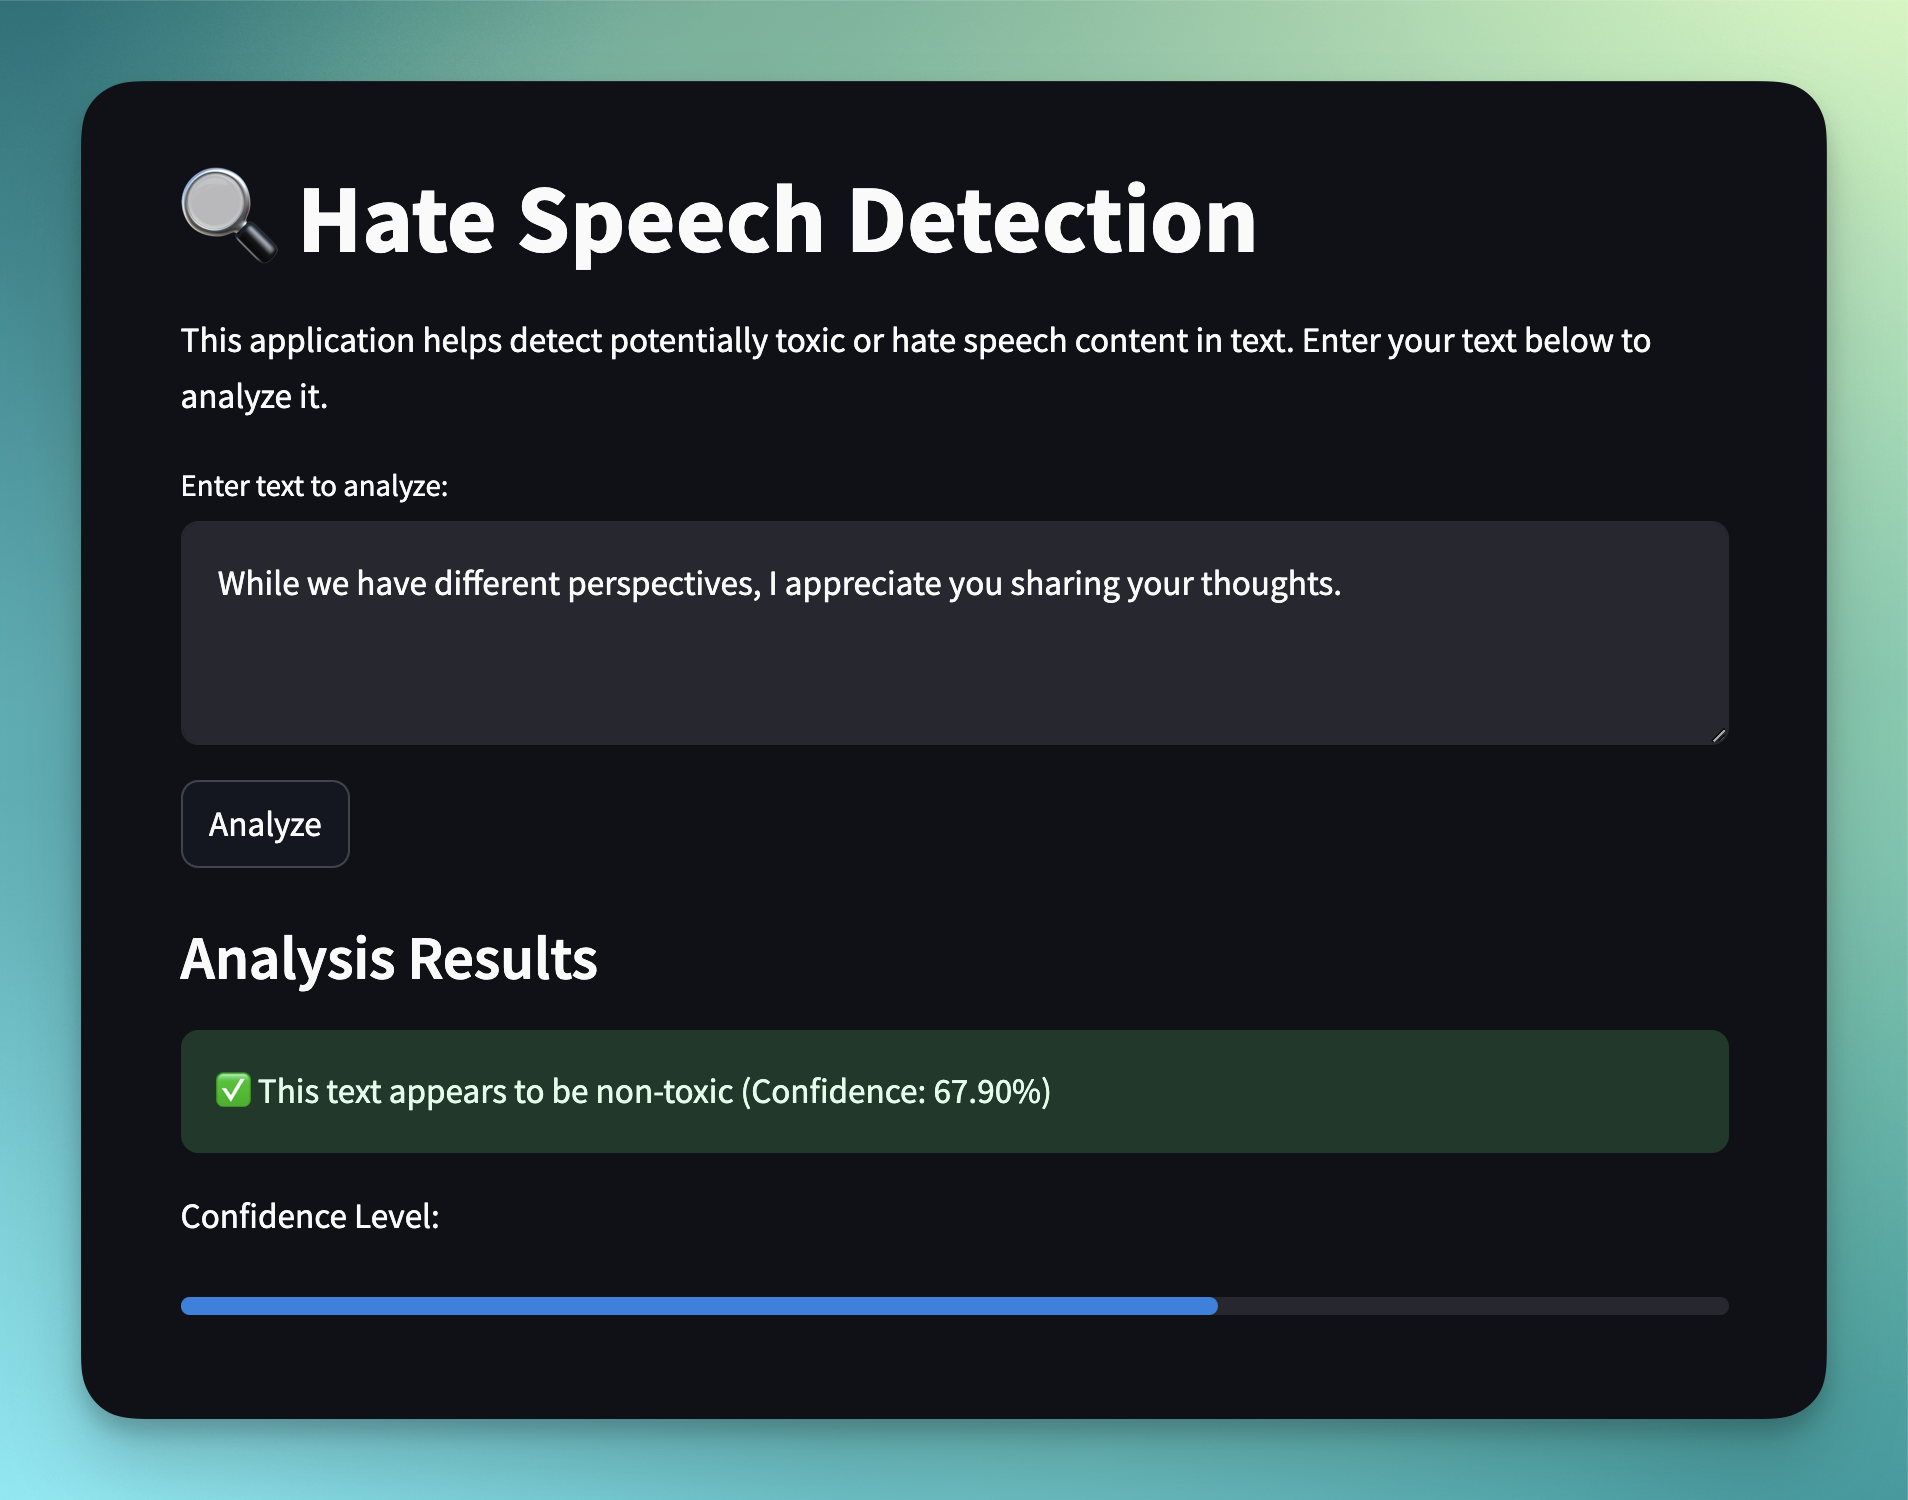 🔍 Hate Speech Detection
This application helps detect potentially toxic or hate speech content in text. Enter your text below to
analyze it.
Enter text to analyze:
While we have different perspectives, I appreciate you sharing your thoughts.
Analyze
Analysis Results
✅ This text appears to be non-toxic (Confidence: 67.90%)
Confidence Level: